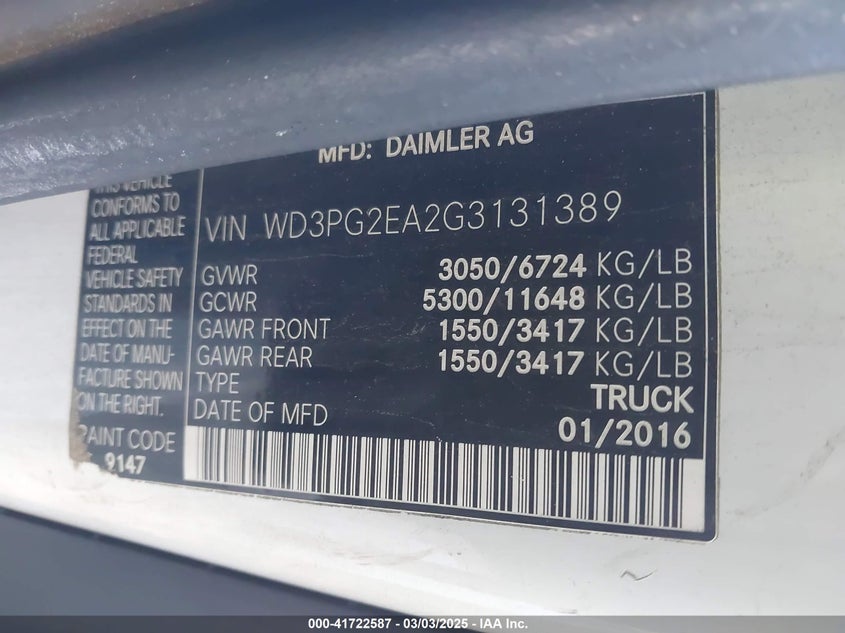 MFD: DAIMLER AG
THIS VEHICLE
CONFORMS TO
ALL APPLICABLE
FEDERAL
VEHICLE SAFETY
STANDARDS IN
EFFECT ON THE
DATE OF MANU-
FACTURE SHOWN
ON THE RIGHT.
PAINT CODE
9147
VIN WD3PG2EA2G3131389
GVWR 3050/6724 KG/LB
GCWR 5300/11648 KG/LB
GAWR FRONT 1550/3417 KG/LB
GAWR REAR 1550/3417 KG/LB
TYPE TRUCK
DATE OF MFD 01/2016
000-41722587 - 03/03/2025 - IAA Inc.